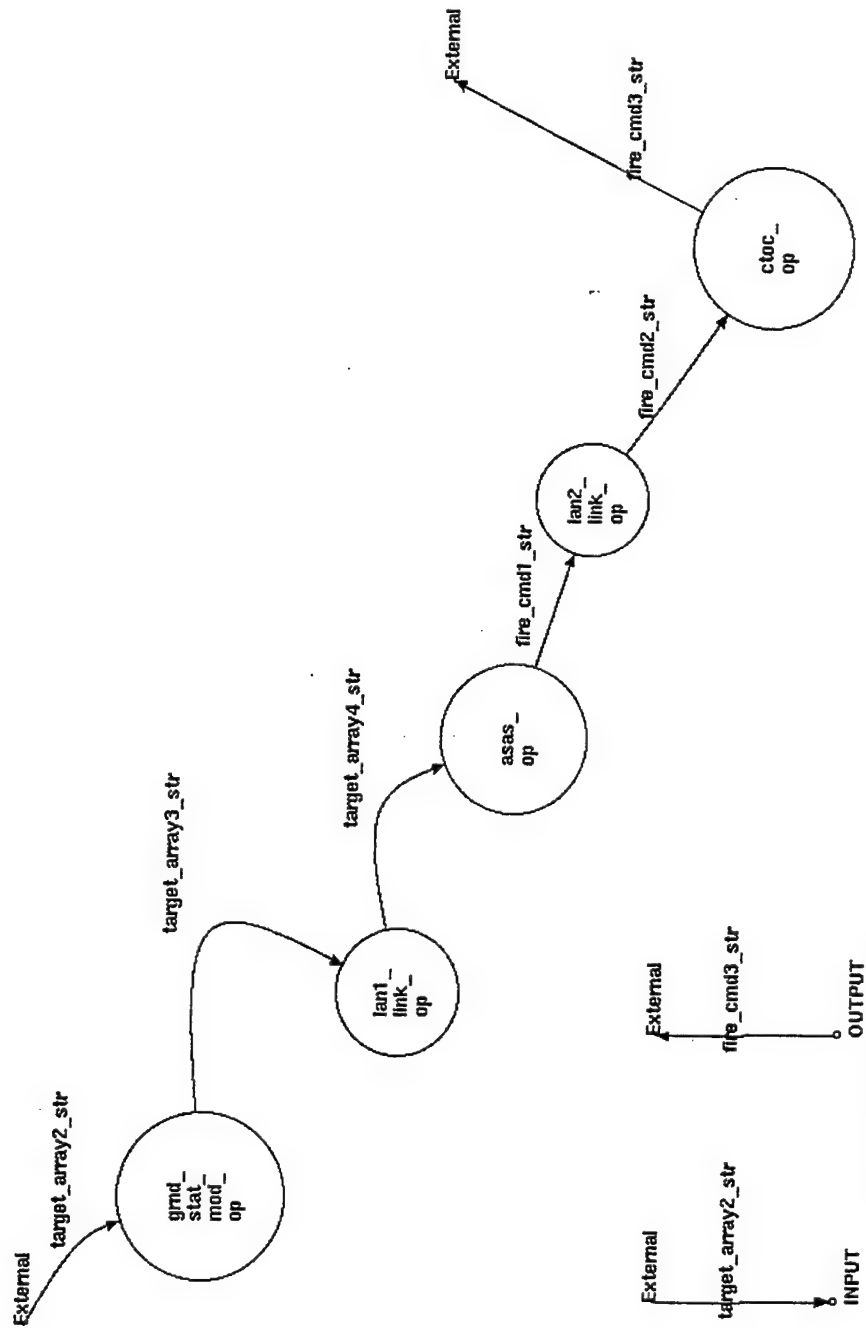 External
target_array2_str
grnd_
stat_
mod_
op
target_array3_str
lan1_
link_
op
target_array4_str
asas_
op
fire_cmd1_str
lan2_
link_
op
fire_cmd2_str
ctoc_
op
fire_cmd3_str
External
External
target_array2_str
INPUT
External
fire_cmd3_str
OUTPUT